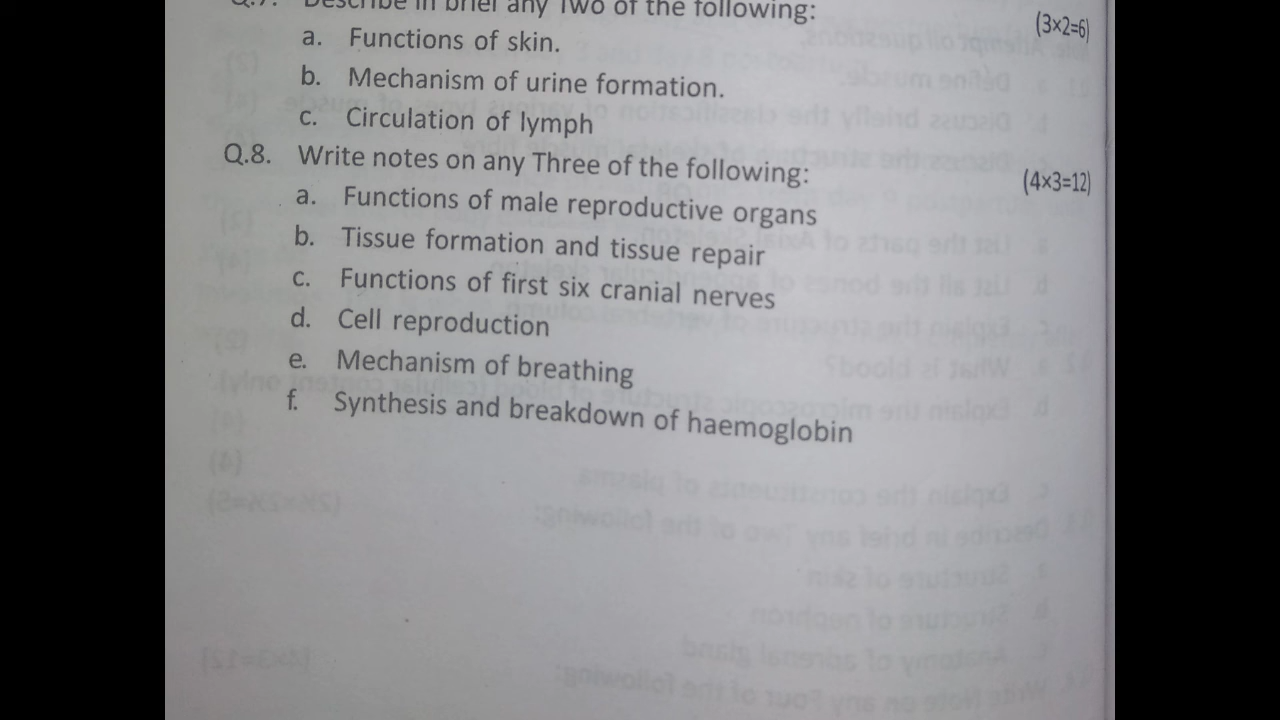 Describe in brief any Two of the following: (3×2=6)
a. Functions of skin.
b. Mechanism of urine formation.
c. Circulation of lymph
Q.8. Write notes on any Three of the following: (4×3=12)
a. Functions of male reproductive organs
b. Tissue formation and tissue repair
c. Functions of first six cranial nerves
d. Cell reproduction
e. Mechanism of breathing
f. Synthesis and breakdown of haemoglobin